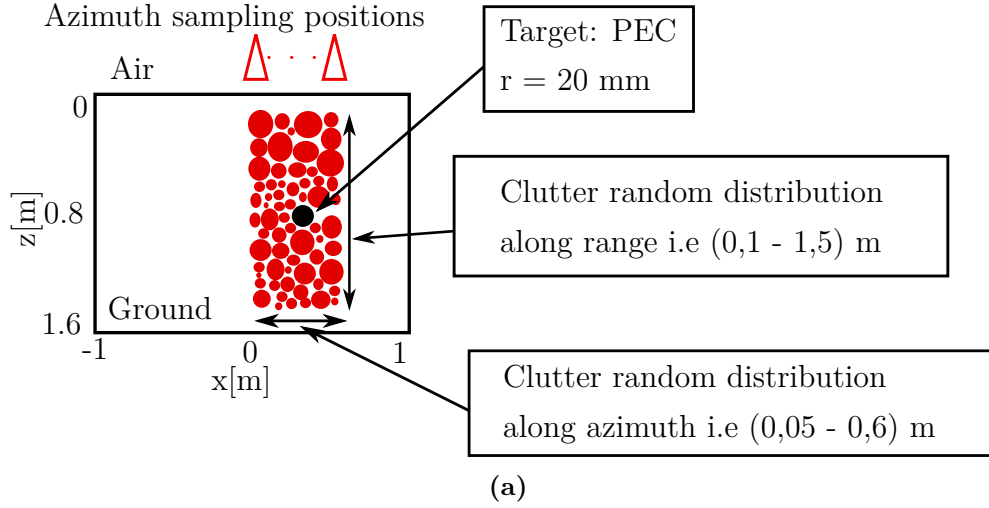 Azimuth sampling positions
Air
Target: PEC
r = 20 mm
0
z[m]
0.8
Clutter random distribution
along range i.e (0,1 - 1,5) m
Ground
1.6
-1
0
1
x[m]
Clutter random distribution
along azimuth i.e (0,05 - 0,6) m
(a)